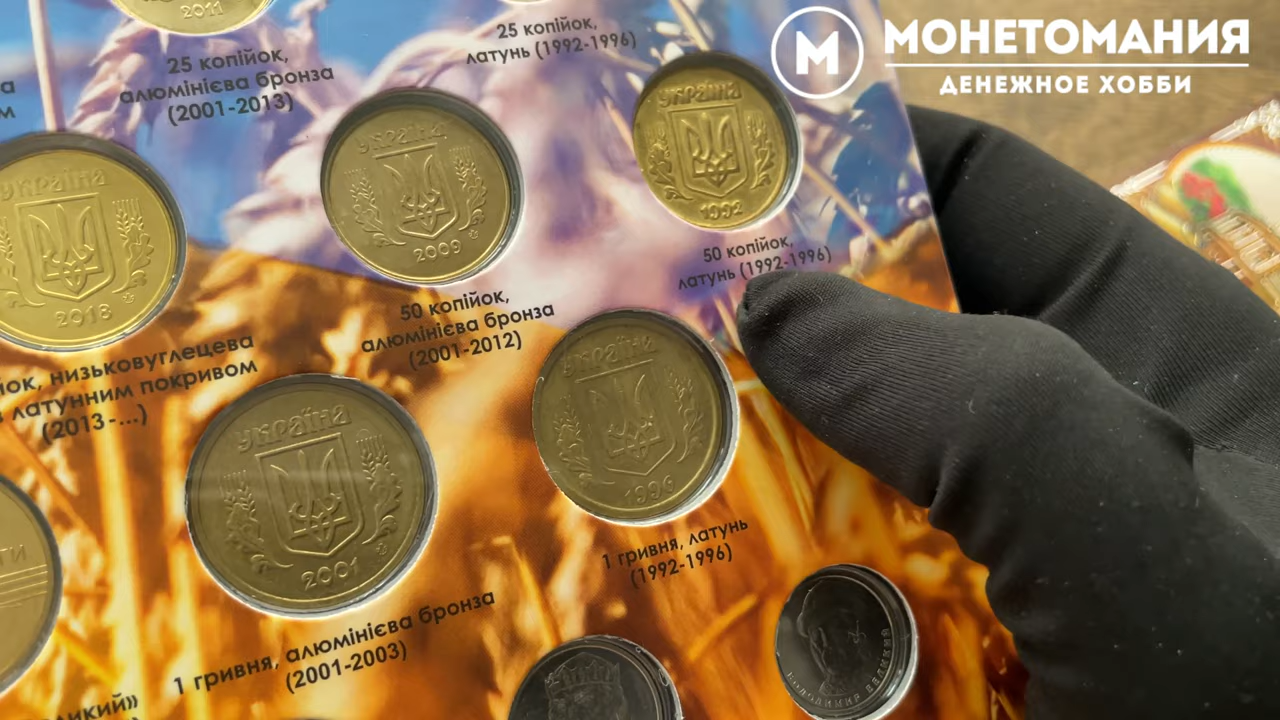 2011
25 копійок,
алюмінієва бронза
(2001-2013)
25 копійок,
латунь (1992-1996)
М
МОНЕТОМАНИЯ
ДЕНЕЖНОЕ ХОББИ
УКРАЇНА
2018
УКРАЇНА
2009
УКРАЇНА
1992
50 копійок,
латунь (1992-1996)
50 копійок,
алюмінієва бронза
(2001-2012)
низьковуглецева
латунним покривом
(2013-...)
УКРАЇНА
2001
УКРАЇНА
1996
1 гривня, латунь
(1992-1996)
1 гривня, алюмінієва бронза
(2001-2003)
ВОЛОДИМИР ВЕЛИКИЙ